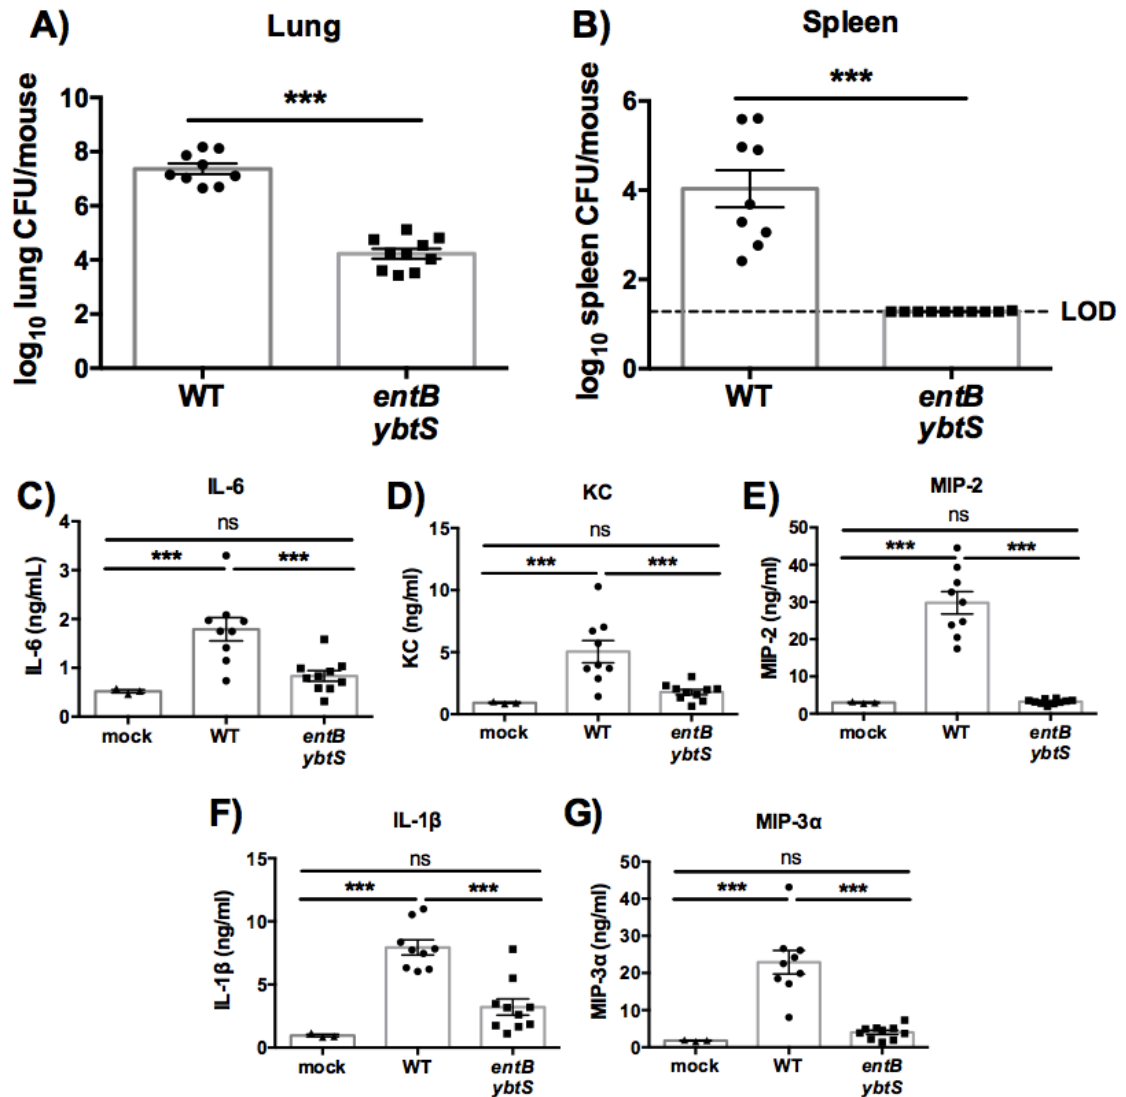 A) Lung
log10 lung CFU/mouse
10
8
6
4
2
0
***
WT
entB
ybtS
B) Spleen
log10 spleen CFU/mouse
6
4
2
0
***
LOD
WT
entB
ybtS
C) IL-6
IL-6 (ng/mL)
4
3
2
1
0
ns
*** ***
mock WT entB
ybtS
D) KC
KC (ng/ml)
15
10
5
0
ns
*** ***
mock WT entB
ybtS
E) MIP-2
MIP-2 (ng/ml)
50
40
30
20
10
0
ns
*** ***
mock WT entB
ybtS
F) IL-1β
IL-1β (ng/ml)
15
10
5
0
ns
*** ***
mock WT entB
ybtS
G) MIP-3α
MIP-3α (ng/ml)
50
40
30
20
10
0
ns
*** ***
mock WT entB
ybtS